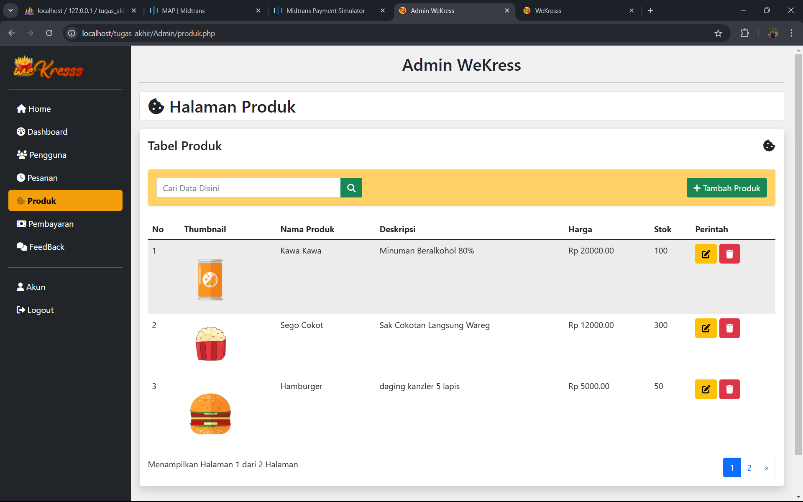 localhost / 127.0.0.1 / tugas_akl
MAP | Midtrans
Midtrans Payment Simulator
Admin WeKress
WeKresss
localhost/tugas akhir/Admin/produk.php
weKresss
Admin WeKress
Home
Dashboard
Pengguna
Pesanan
Produk
Pembayaran
FeedBack
Akun
Logout
Halaman Produk
Tabel Produk
Cari Data Disini
Tambah Produk
No Thumbnail Nama Produk Deskripsi Harga Stok Perintah
1 Kawa Kawa Minuman Beralkohol 80% Rp 20000.00 100
2 Sego Cokot Sak Cokotan Langsung Wareg Rp 12000.00 300
3 Hamburger daging kanzler 5 lapis Rp 5000.00 50
Menampilkan Halaman 1 dari 2 Halaman
1 2 »